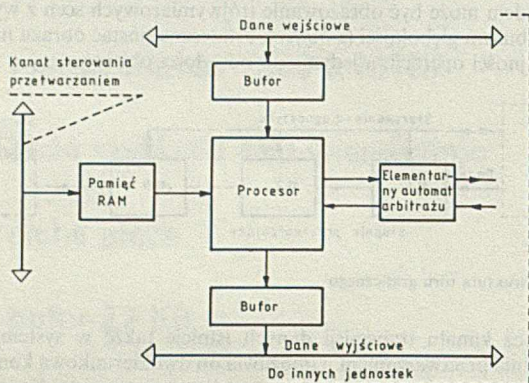 Dane wejściowe
Kanał sterowania
przetwarzaniem
Bufor
Pamięć
RAM
Procesor
Elementar-
ny automat
arbitrażu
Bufor
Dane wyjściowe
Do innych jednostek